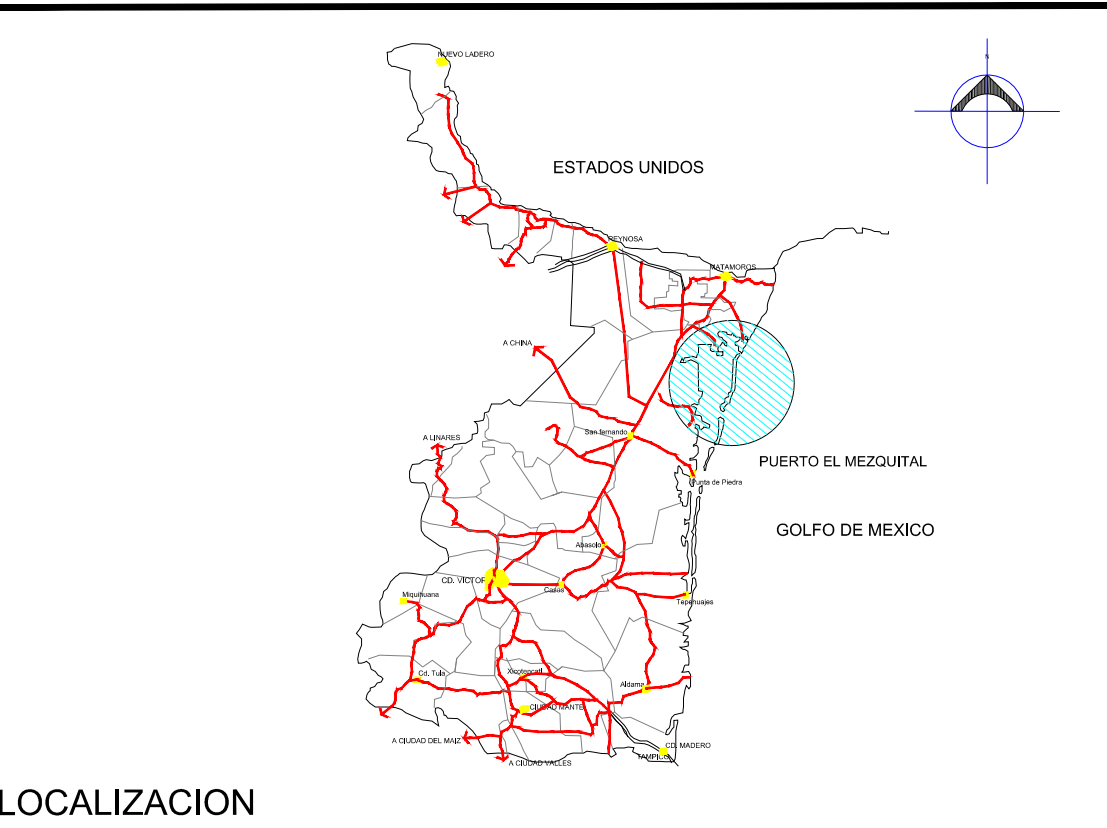 NUEVO LADERO
N
ESTADOS UNIDOS
REYNOSA
MATAMOROS
A CHINA
San fernando
A LINARES
PUERTO EL MEZQUITAL
Punta de Piedra
GOLFO DE MEXICO
Abasolo
CD. VICTOR
Casas
Miquihuana
Tepehuajes
Xicotencatl
Cd. Tula
Aldama
CIUDAD MANTE
A CIUDAD DEL MAIZ
CD. MADERO
TAMPICO
A CIUDAD VALLES
LOCALIZACION